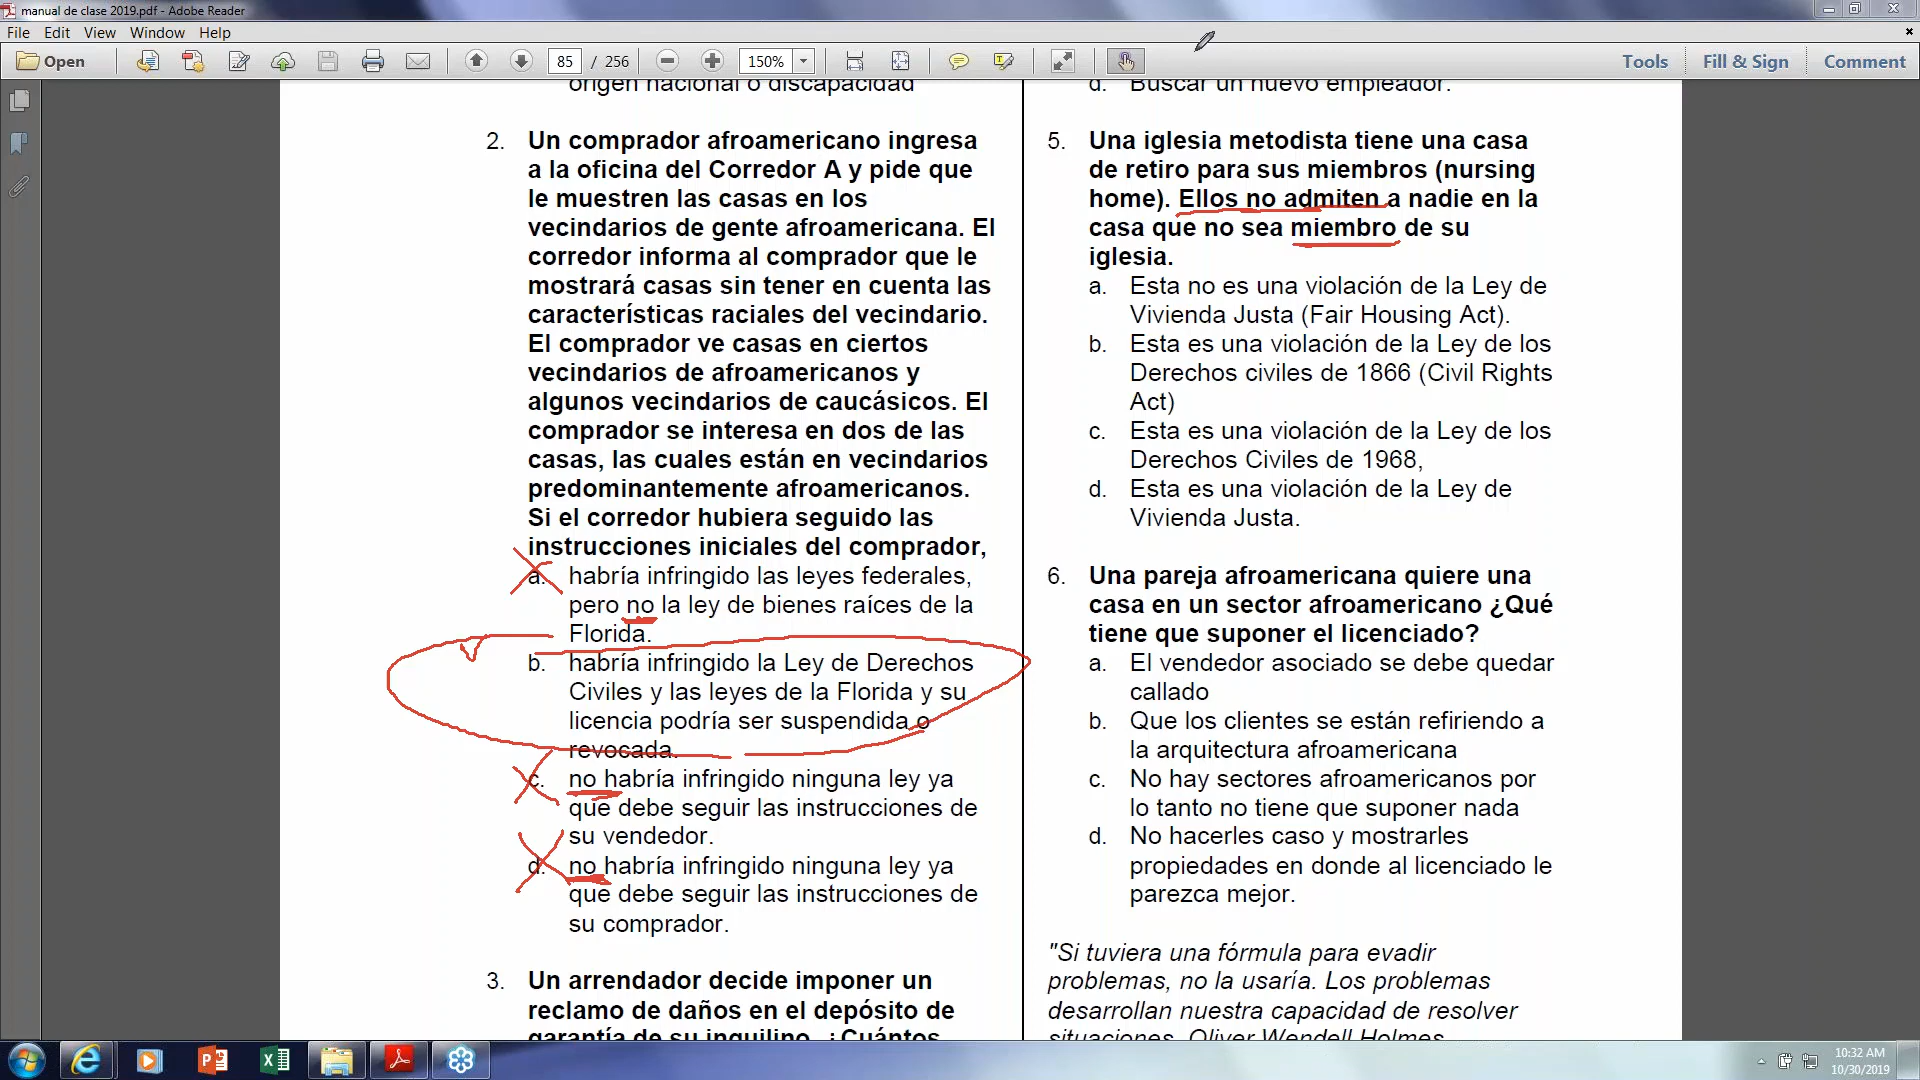 manual de clase 2019.pdf - Adobe Reader
File Edit View Window Help
Open 85 / 256 150% Tools Fill & Sign Comment
origen nacional o discapacidad
2. Un comprador afroamericano ingresa
a la oficina del Corredor A y pide que
le muestren las casas en los
vecindarios de gente afroamericana. El
corredor informa al comprador que le
mostrará casas sin tener en cuenta las
características raciales del vecindario.
El comprador ve casas en ciertos
vecindarios de afroamericanos y
algunos vecindarios de caucásicos. El
comprador se interesa en dos de las
casas, las cuales están en vecindarios
predominantemente afroamericanos.
Si el corredor hubiera seguido las
instrucciones iniciales del comprador,
a. habría infringido las leyes federales,
pero no la ley de bienes raíces de la
Florida.
b. habría infringido la Ley de Derechos
Civiles y las leyes de la Florida y su
licencia podría ser suspendida o
revocada.
c. no habría infringido ninguna ley ya
que debe seguir las instrucciones de
su vendedor.
d. no habría infringido ninguna ley ya
que debe seguir las instrucciones de
su comprador.
3. Un arrendador decide imponer un
reclamo de daños en el depósito de
garantía de su inquilino. ¿Cuántos
d. Buscar un nuevo empleador.
5. Una iglesia metodista tiene una casa
de retiro para sus miembros (nursing
home). Ellos no admiten a nadie en la
casa que no sea miembro de su
iglesia.
a. Esta no es una violación de la Ley de
Vivienda Justa (Fair Housing Act).
b. Esta es una violación de la Ley de los
Derechos civiles de 1866 (Civil Rights
Act)
c. Esta es una violación de la Ley de los
Derechos Civiles de 1968,
d. Esta es una violación de la Ley de
Vivienda Justa.
6. Una pareja afroamericana quiere una
casa en un sector afroamericano ¿Qué
tiene que suponer el licenciado?
a. El vendedor asociado se debe quedar
callado
b. Que los clientes se están refiriendo a
la arquitectura afroamericana
c. No hay sectores afroamericanos por
lo tanto no tiene que suponer nada
d. No hacerles caso y mostrarles
propiedades en donde al licenciado le
parezca mejor.
"Si tuviera una fórmula para evadir
problemas, no la usaría. Los problemas
desarrollan nuestra capacidad de resolver
situaciones. Oliver Wendell Holmes
10:32 AM
10/30/2019